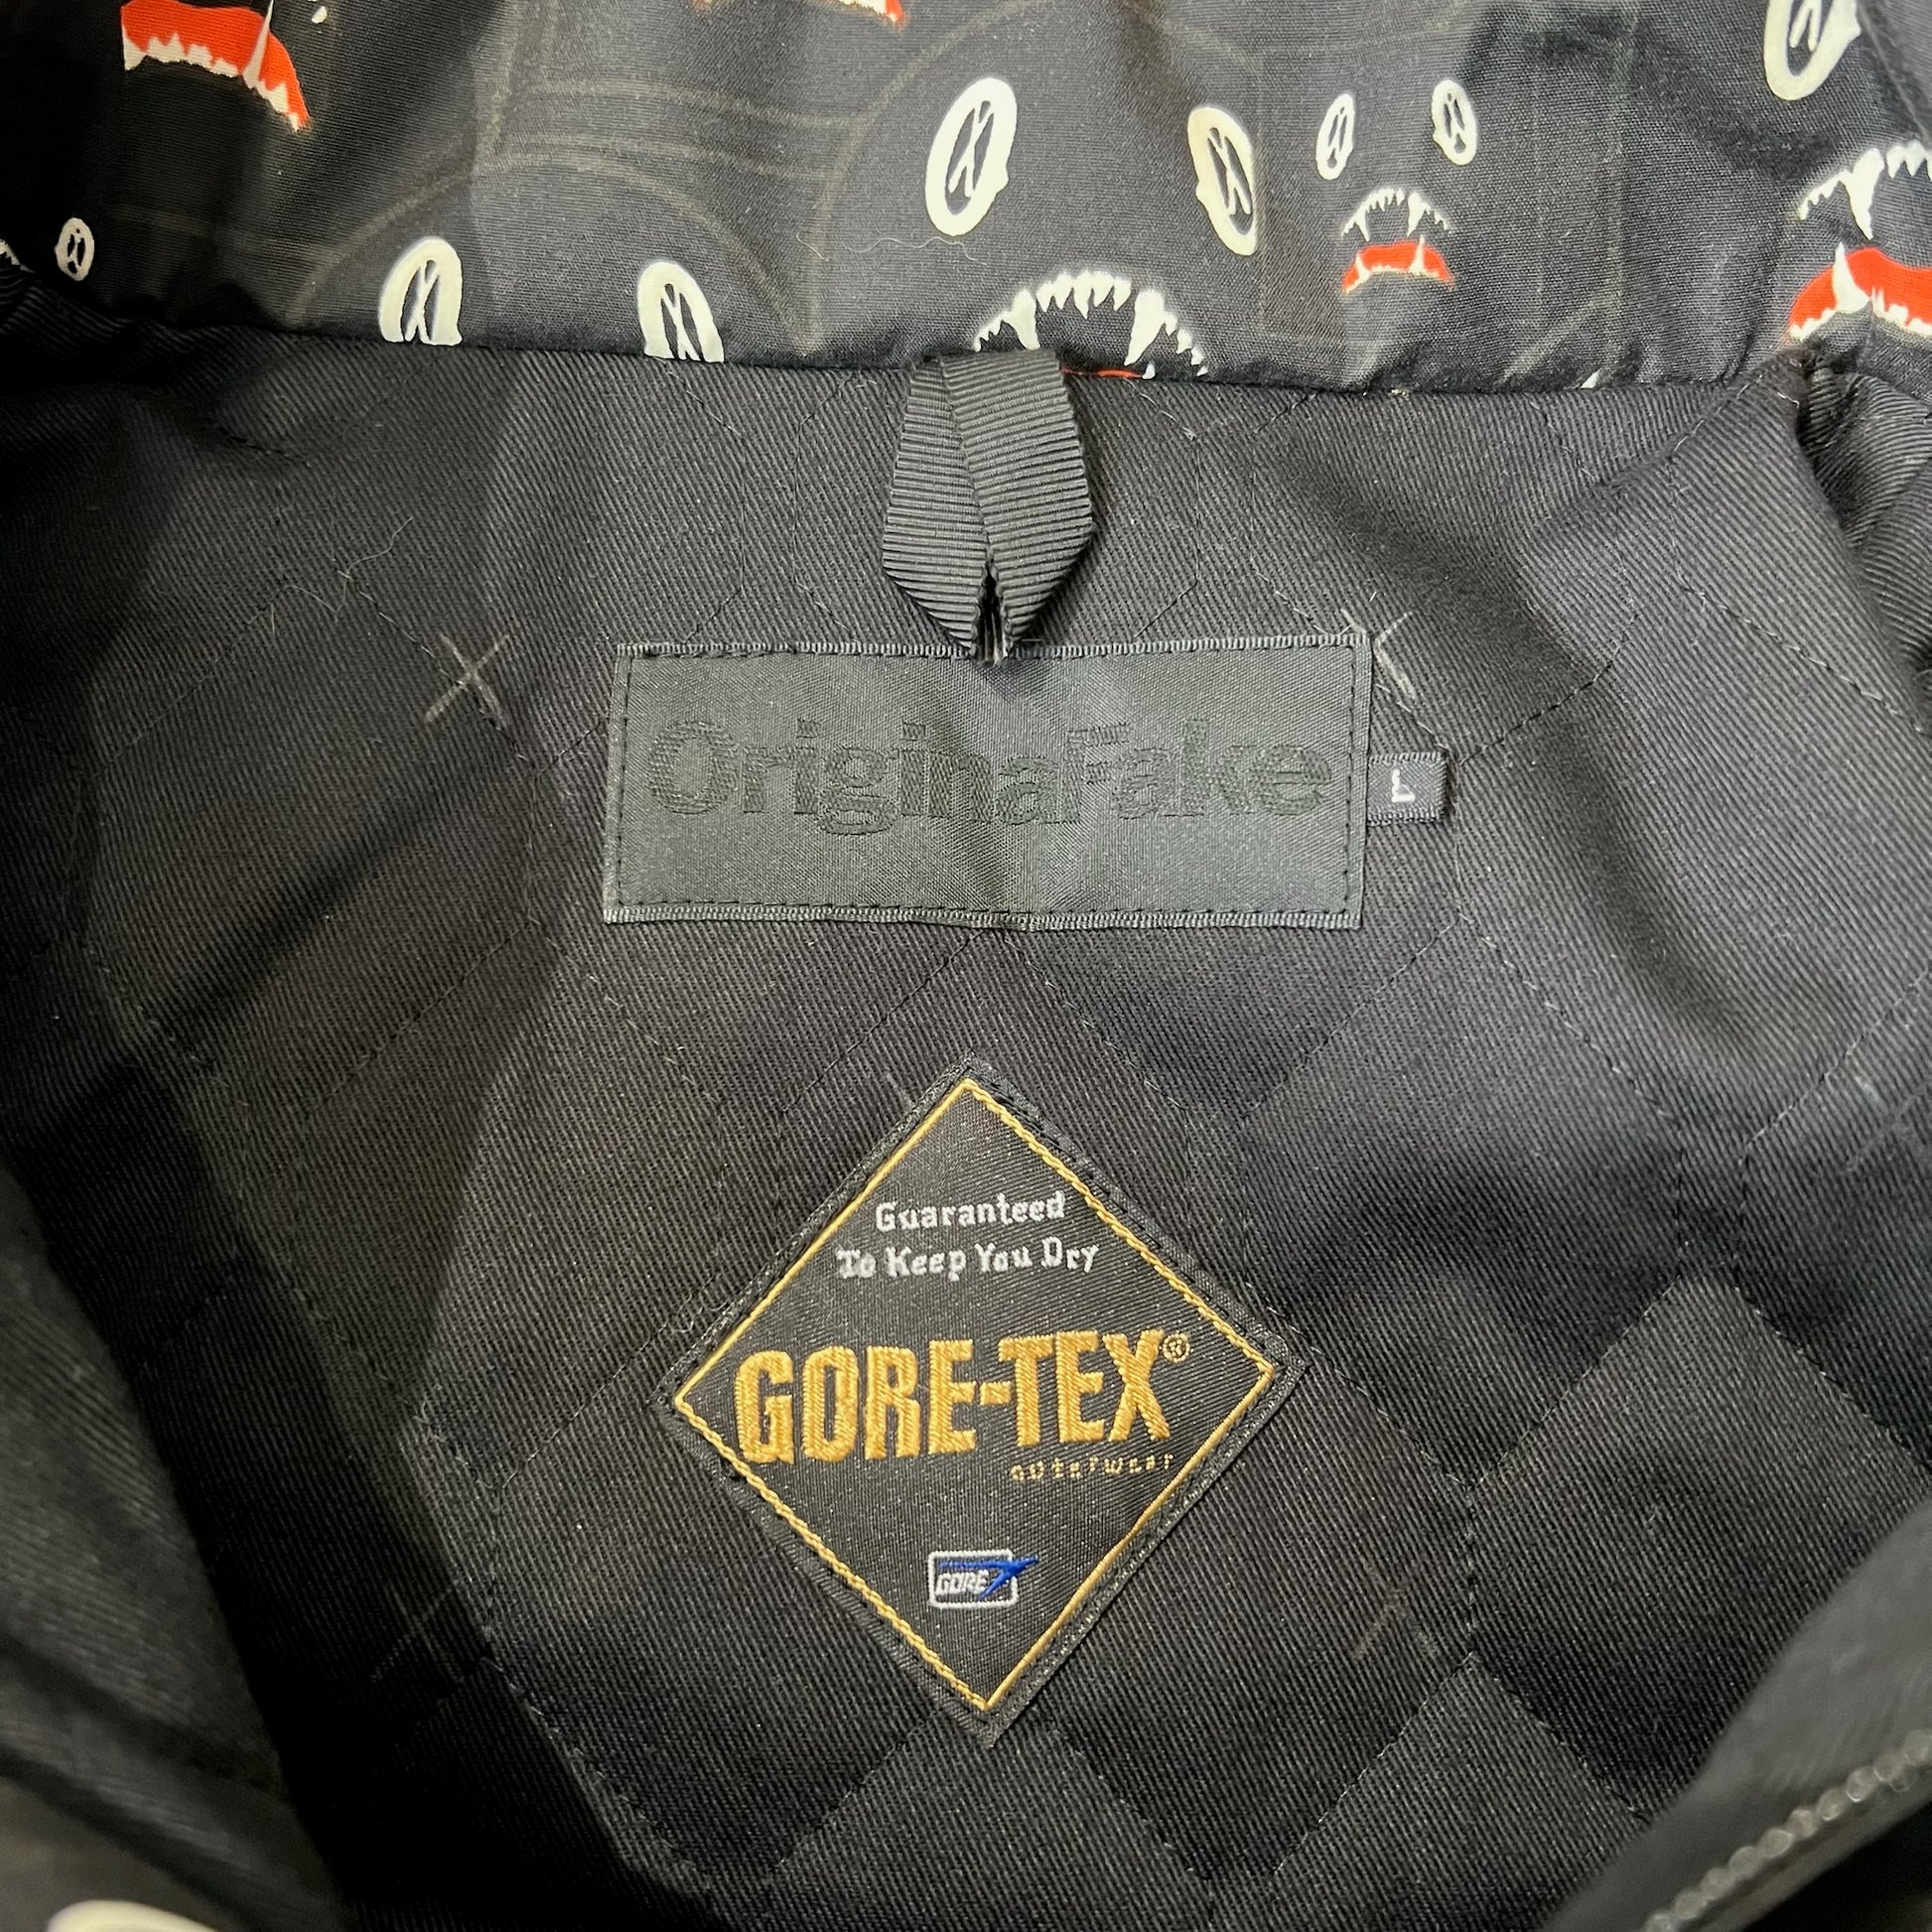 OriginalFake
L
Guaranteed
To Keep You Dry
GORE-TEX®
outerwear
GORE